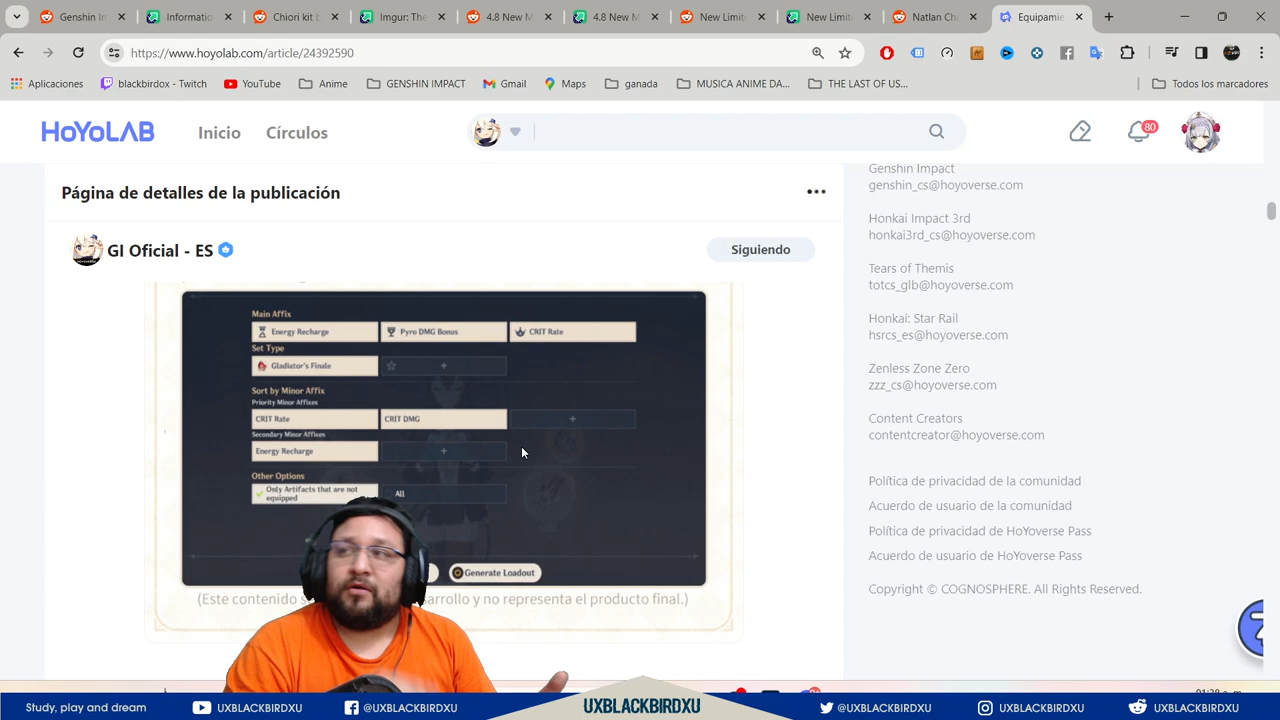 Genshin In
Informatio
Chiori kit b
Imgur: The
4.8 New M
4.8 New M
New Limite
New Limite
Natlan Cha
Equipamie
https://www.hoyolab.com/article/24392590
Aplicaciones
blackbirdox - Twitch
YouTube
Anime
GENSHIN IMPACT
Gmail
Maps
ganada
MUSICA ANIME DA...
THE LAST OF US...
Todos los marcadores
HoYoLAB
Inicio
Círculos
80
Página de detalles de la publicación
GI Oficial - ES
Siguiendo
Main Affix
Energy Recharge
Pyro DMG Bonus
CRIT Rate
Set Type
Gladiator's Finale
Sort by Minor Affix
Priority Minor Affixes
CRIT Rate
CRIT DMG
Secondary Minor Affixes
Energy Recharge
Other Options
Only Artifacts that are not equipped
All
Generate Loadout
(Este contenido s
arrollo y no representa el producto final.)
Genshin Impact
genshin_cs@hoyoverse.com
Honkai Impact 3rd
honkai3rd_cs@hoyoverse.com
Tears of Themis
totcs_glb@hoyoverse.com
Honkai: Star Rail
hsrcs_es@hoyoverse.com
Zenless Zone Zero
zzz_cs@hoyoverse.com
Content Creators
contentcreator@hoyoverse.com
Política de privacidad de la comunidad
Acuerdo de usuario de la comunidad
Política de privacidad de HoYoverse Pass
Acuerdo de usuario de HoYoverse Pass
Copyright © COGNOSPHERE. All Rights Reserved.
Study, play and dream
UXBLACKBIRDXU
@UXBLACKBIRDXU
UXBLACKBIRDXU
@UXBLACKBIRDXU
UXBLACKBIRDXU
UXBLACKBIRDXU